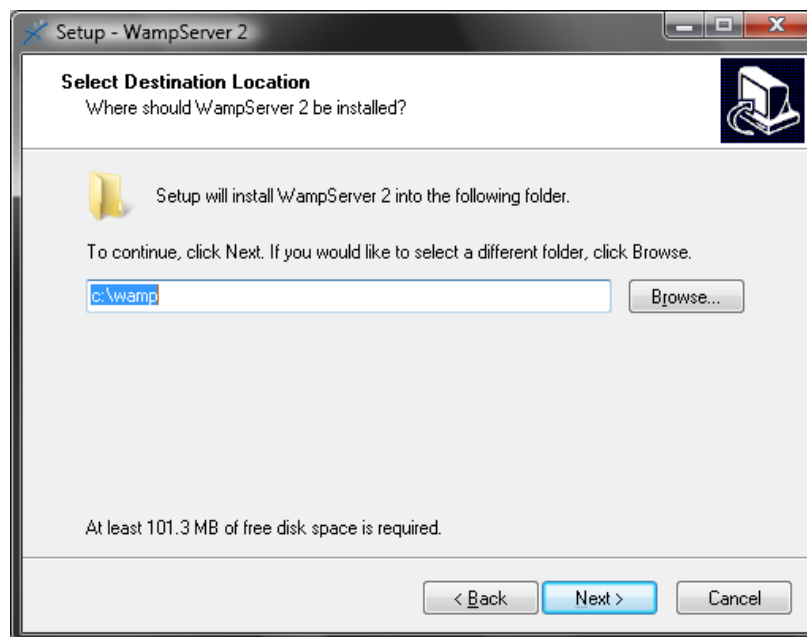 Setup - WampServer 2
Select Destination Location
Where should WampServer 2 be installed?
Setup will install WampServer 2 into the following folder.
To continue, click Next. If you would like to select a different folder, click Browse.
c:\wamp
Browse...
At least 101.3 MB of free disk space is required.
< Back
Next >
Cancel